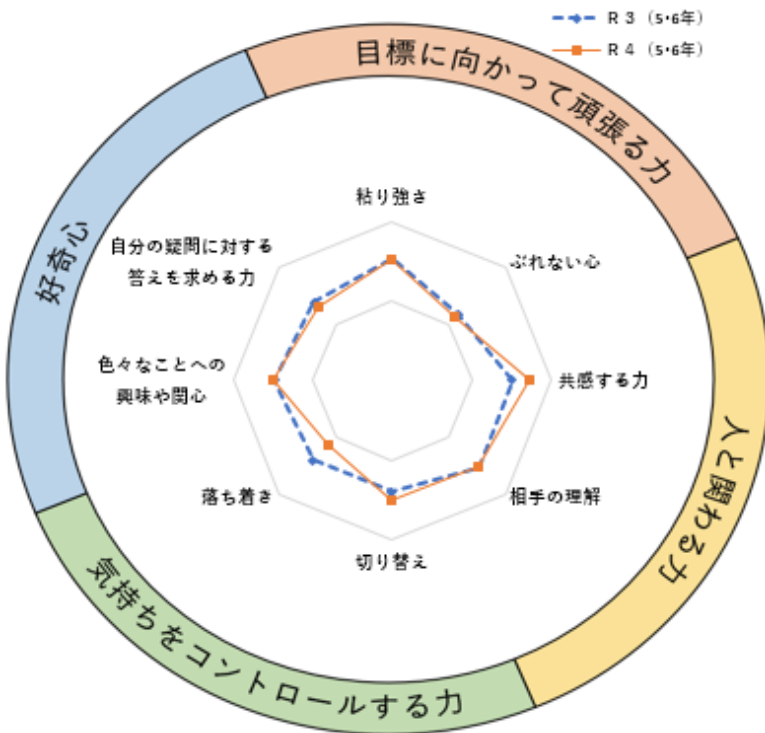 R3(5・6年)
R4(5・6年)
目標に向かって頑張る力
好奇心
人と関わる力
気持ちをコントロールする力
粘り強さ
ぶれない心
共感する力
相手の理解
切り替え
落ち着き
色々なことへの
興味や関心
自分の疑問に対する
答えを求める力